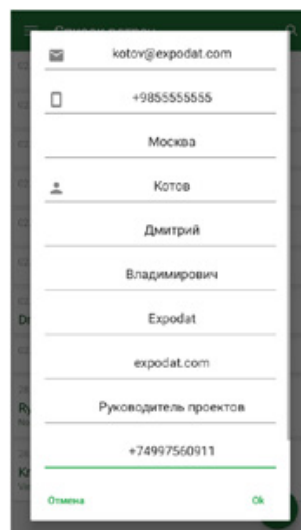 kotov@expodat.com
+9855555555
Москва
Котов
Дмитрий
Владимирович
Expodat
expodat.com
Руководитель проектов
+74997560911
Отмена Ok